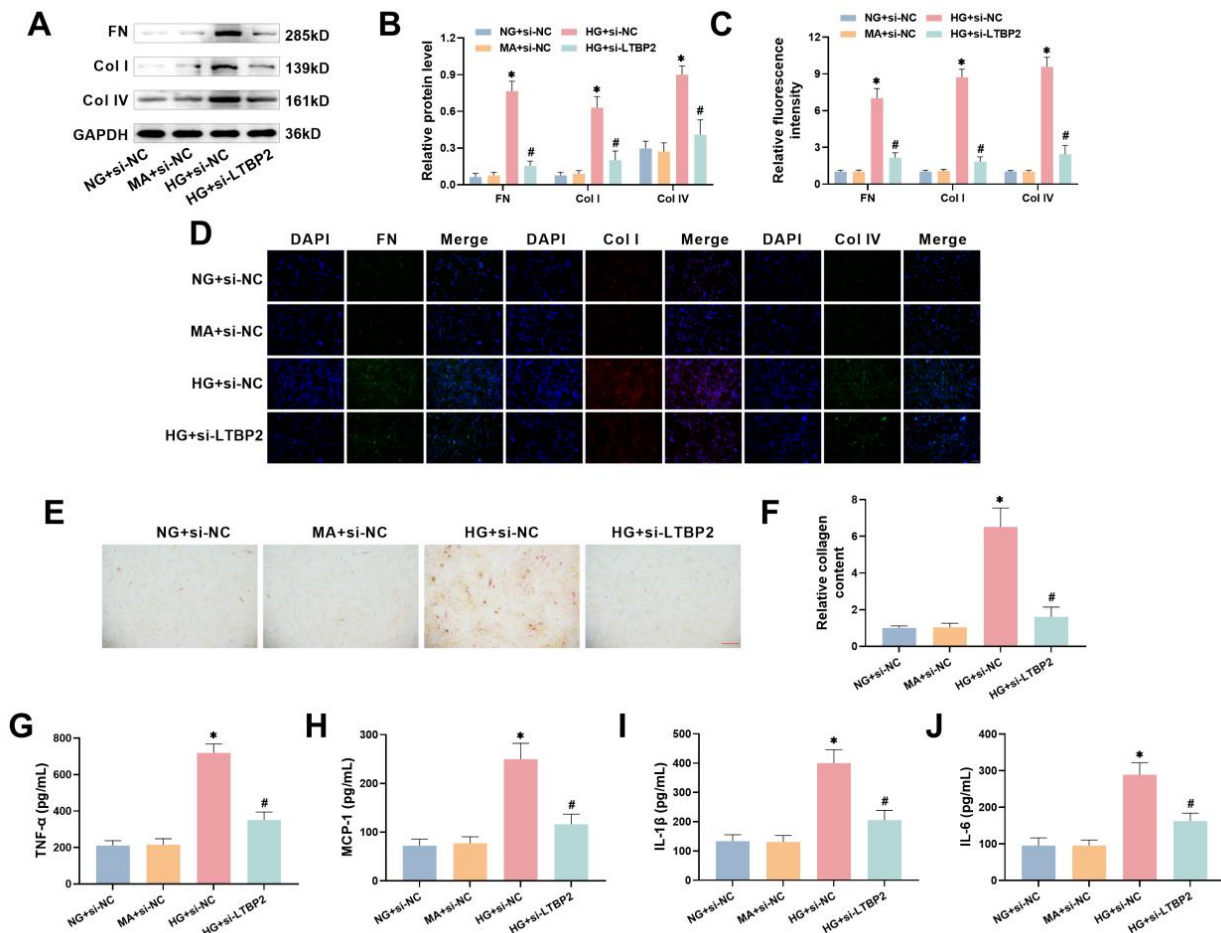 A
FN
285kD
Col I
139kD
Col IV
161kD
GAPDH
36kD
NG+si-NC
MA+si-NC
HG+si-NC
HG+si-LTBP2
B
NG+si-NC
HG+si-NC
MA+si-NC
HG+si-LTBP2
Relative protein level
1.2
0.9
0.6
0.3
0.0
*
#
*
#
*
#
FN
Col I
Col IV
C
NG+si-NC
HG+si-NC
MA+si-NC
HG+si-LTBP2
Relative fluorescence
intensity
12
9
6
3
0
*
#
*
#
*
#
FN
Col I
Col IV
D
DAPI FN Merge DAPI Col I Merge DAPI Col IV Merge
NG+si-NC
MA+si-NC
HG+si-NC
HG+si-LTBP2
E
NG+si-NC MA+si-NC HG+si-NC HG+si-LTBP2
F
Relative collagen
content
8
6
4
2
0
*
#
NG+si-NC
MA+si-NC
HG+si-NC
HG+si-LTBP2
G
TNF-α (pg/mL)
800
600
400
200
0
*
#
NG+si-NC
MA+si-NC
HG+si-NC
HG+si-LTBP2
H
MCP-1 (pg/mL)
300
200
100
0
*
#
NG+si-NC
MA+si-NC
HG+si-NC
HG+si-LTBP2
I
IL-1β (pg/mL)
500
400
300
200
100
0
*
#
NG+si-NC
MA+si-NC
HG+si-NC
HG+si-LTBP2
J
IL-6 (pg/mL)
400
300
200
100
0
*
#
NG+si-NC
MA+si-NC
HG+si-NC
HG+si-LTBP2